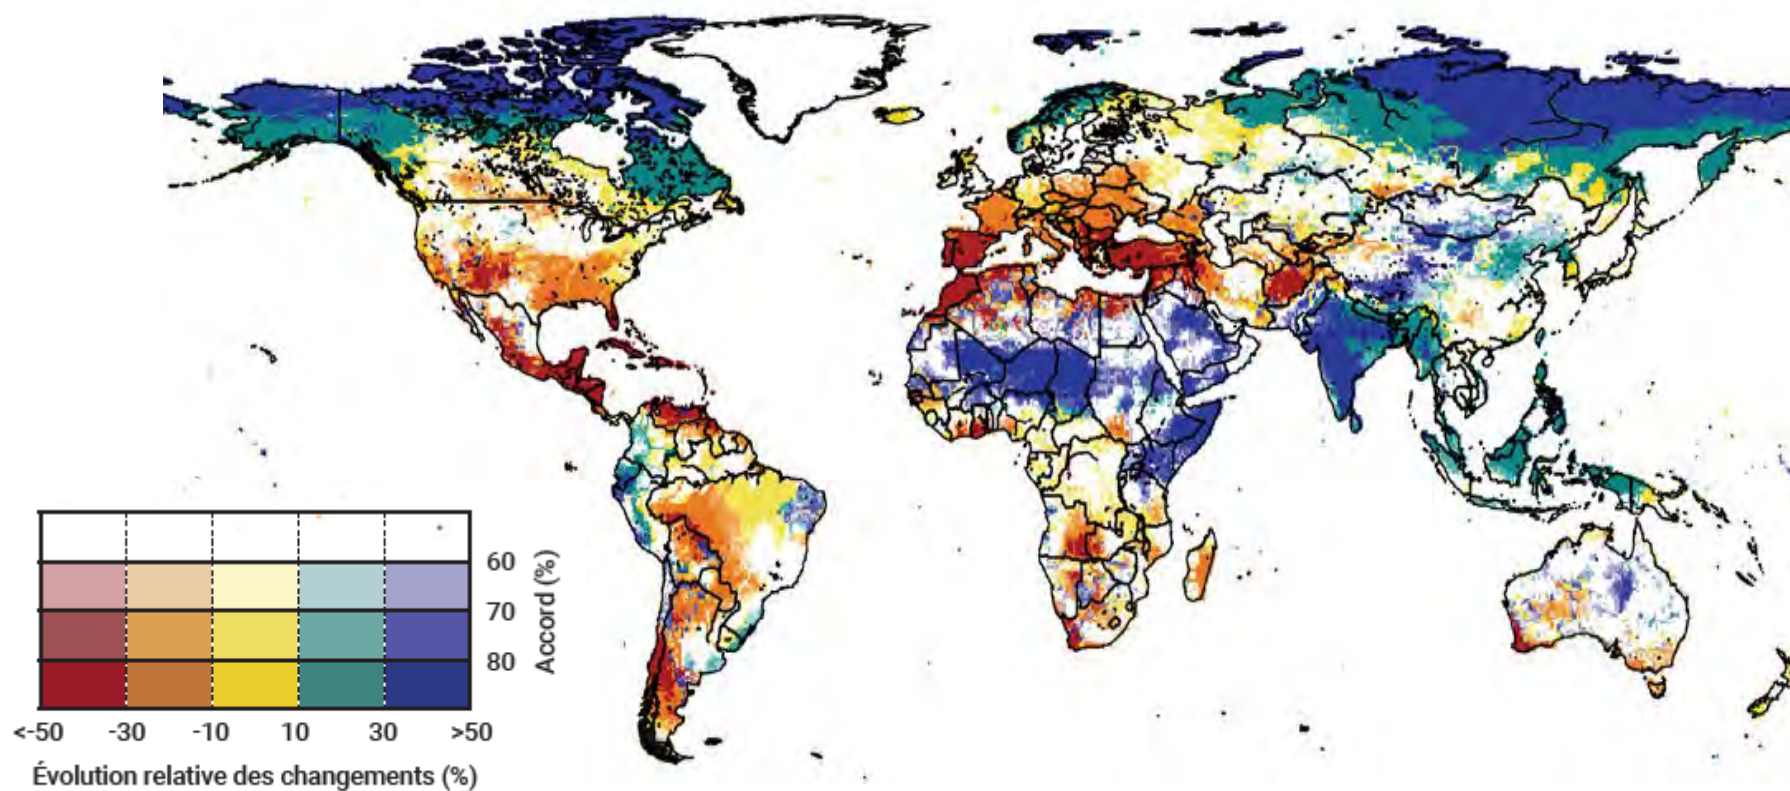 60
70
80
Accord (%)
<-50 -30 -10 10 30 >50
Évolution relative des changements (%)